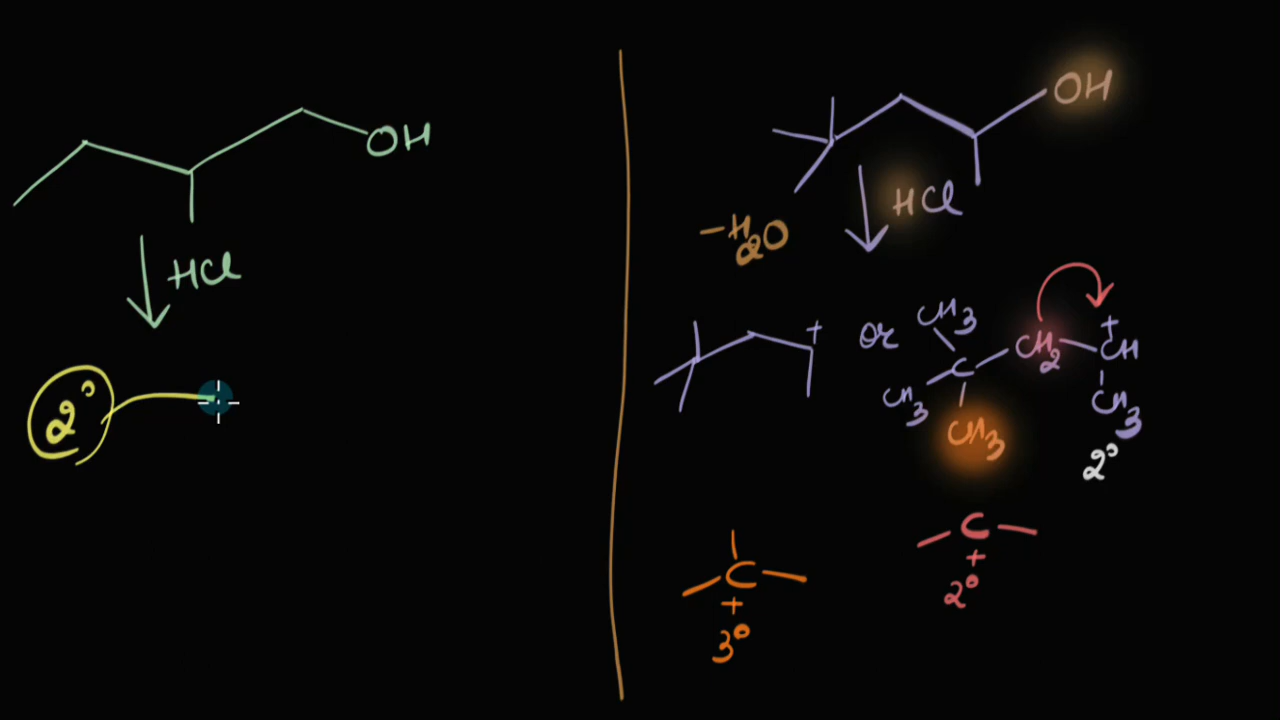 OH
HCl
2°
OH
HCl
-H2O
+
or
CH3
CH3
C
CH2
+
CH
CH3
CH3
2°
C
+
3°
C
+
2°